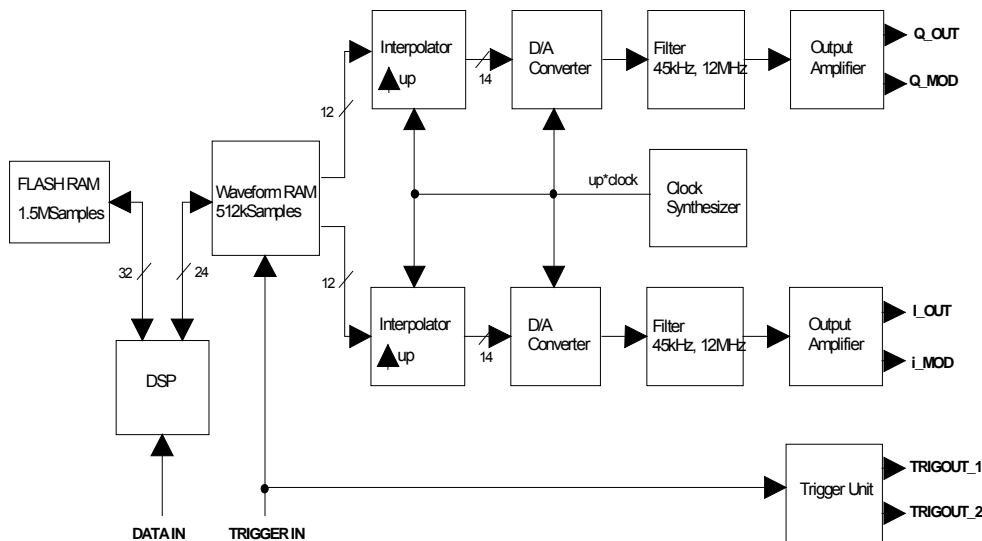 Interpolator
up
12
14
D/A
Converter
Filter
45kHz, 12MHz
Output
Amplifier
Q_OUT
Q_MOD
FLASH RAM
1.5MSamples
Waveform RAM
512kSamples
up*clock
Clock
Synthesizer
32
24
12
Interpolator
up
14
D/A
Converter
Filter
45kHz, 12MHz
Output
Amplifier
I_OUT
i_MOD
DSP
Trigger Unit
TRIGOUT_1
TRIGOUT_2
DATA IN
TRIGGER IN